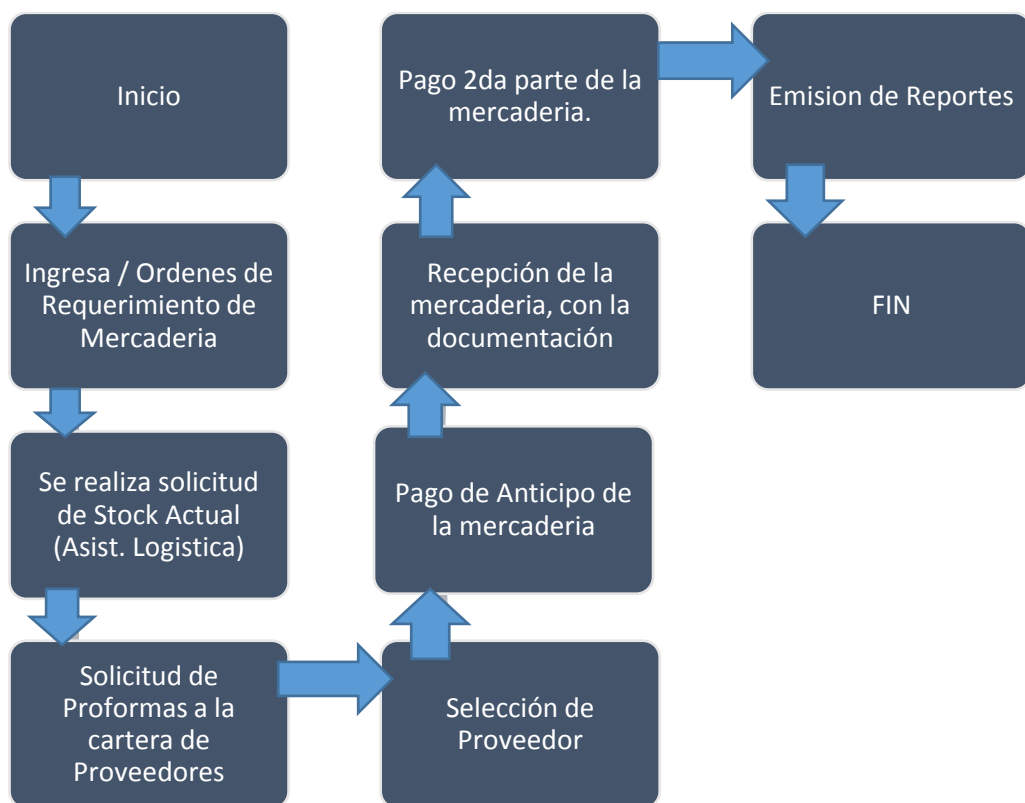 Inicio
Ingresa / Ordenes de
Requerimiento de
Mercaderia
Se realiza solicitud
de Stock Actual
(Asist. Logistica)
Solicitud de
Proformas a la
cartera de
Proveedores
Selección de
Proveedor
Pago de Anticipo de
la mercaderia
Recepción de la
mercaderia, con la
documentación
Pago 2da parte de la
mercaderia.
Emision de Reportes
FIN